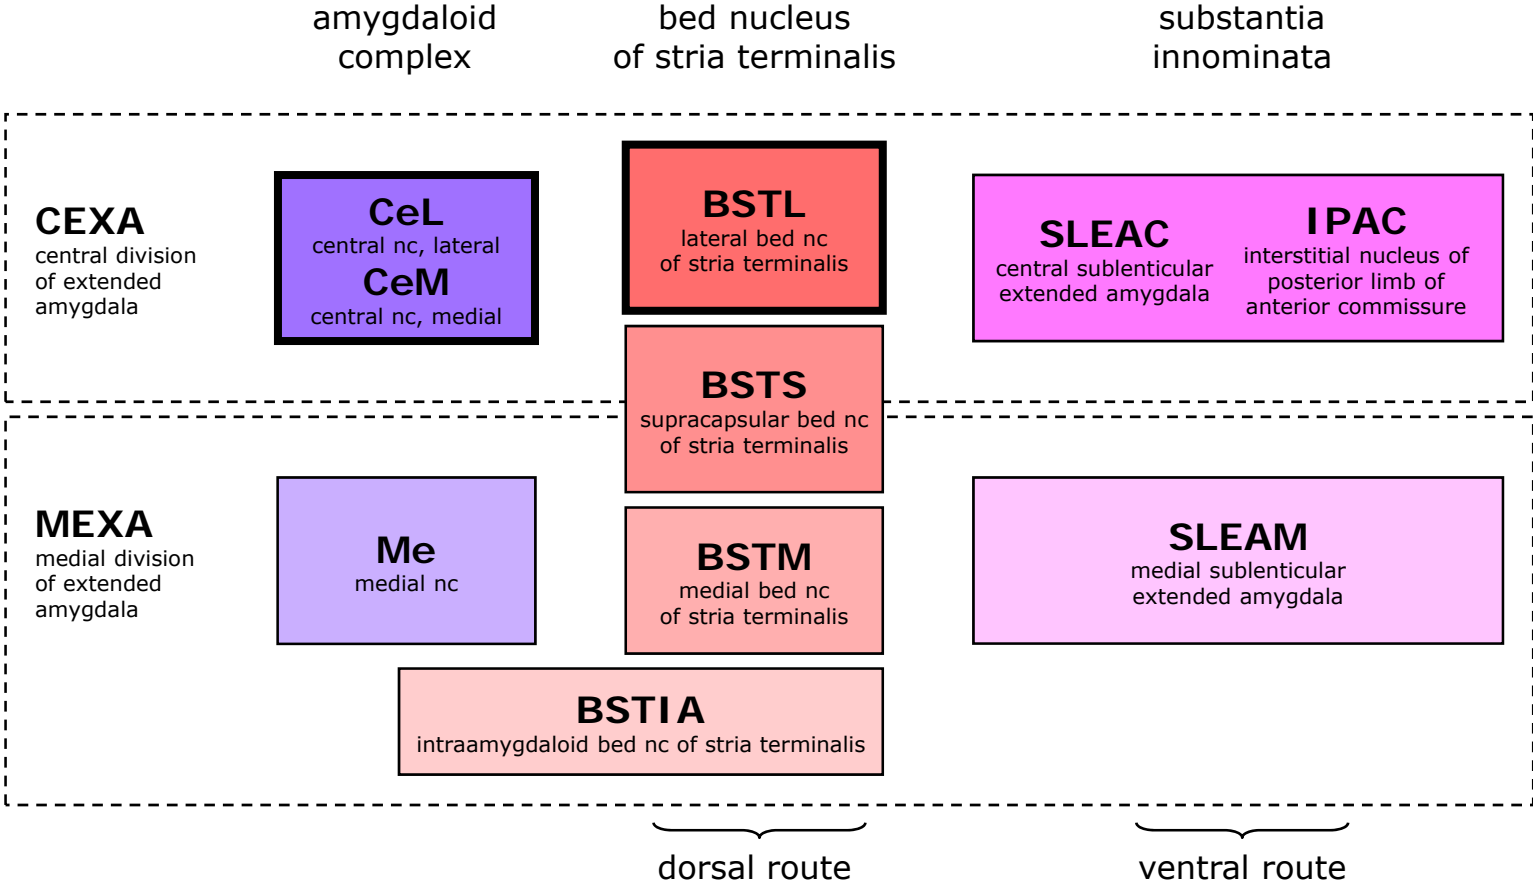 amygdaloid
complex
bed nucleus
of stria terminalis
substantia
innominata
CEXA
central division
of extended
amygdala
CeL
central nc, lateral
CeM
central nc, medial
BSTL
lateral bed nc
of stria terminalis
SLEAC
central sublenticular
extended amygdala
IPAC
interstitial nucleus of
posterior limb of
anterior commissure
BSTS
supracapsular bed nc
of stria terminalis
MEXA
medial division
of extended
amygdala
Me
medial nc
BSTM
medial bed nc
of stria terminalis
SLEAM
medial sublenticular
extended amygdala
BSTIA
intraamygdaloid bed nc of stria terminalis
dorsal route
ventral route